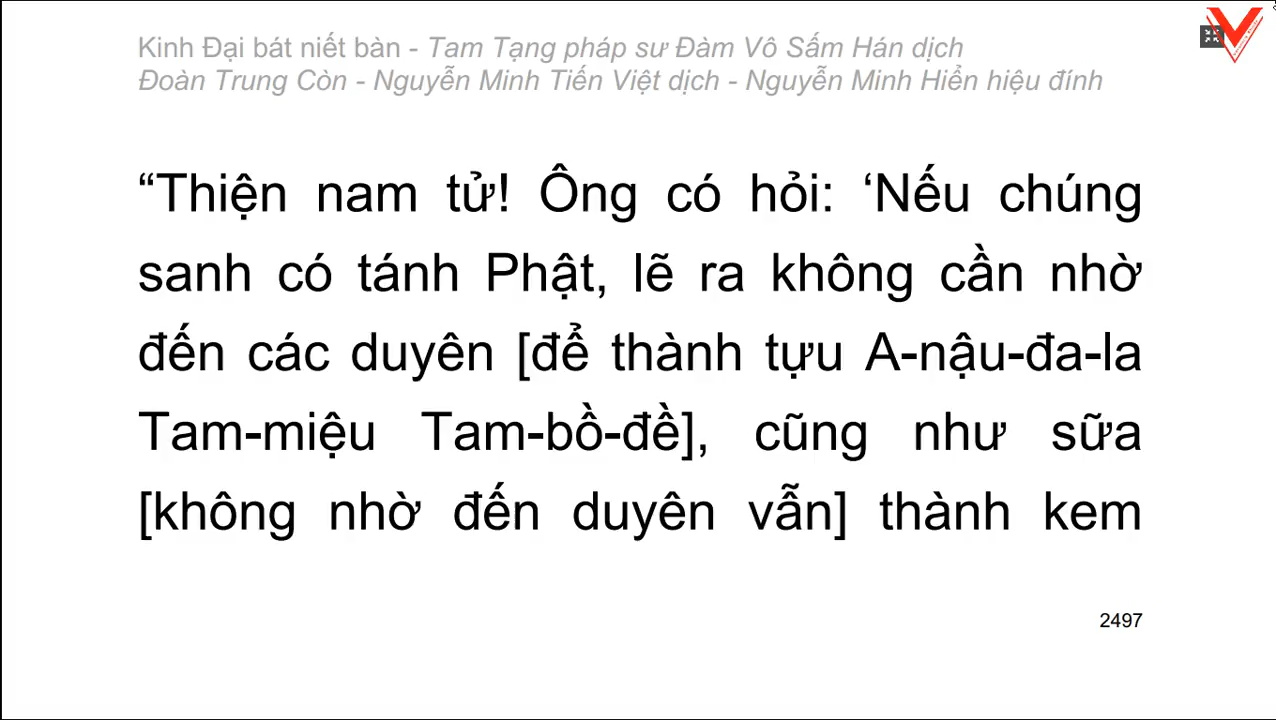 Kinh Đại bát niết bàn - Tam Tạng pháp sư Đàm Vô Sấm Hán dịch
Đoàn Trung Còn - Nguyễn Minh Tiến Việt dịch - Nguyễn Minh Hiển hiệu đính
“Thiện nam tử! Ông có hỏi: ‘Nếu chúng
sanh có tánh Phật, lẽ ra không cần nhờ
đến các duyên [để thành tựu A-nậu-đa-la
Tam-miệu Tam-bồ-đề], cũng như sữa
[không nhờ đến duyên vẫn] thành kem
2497